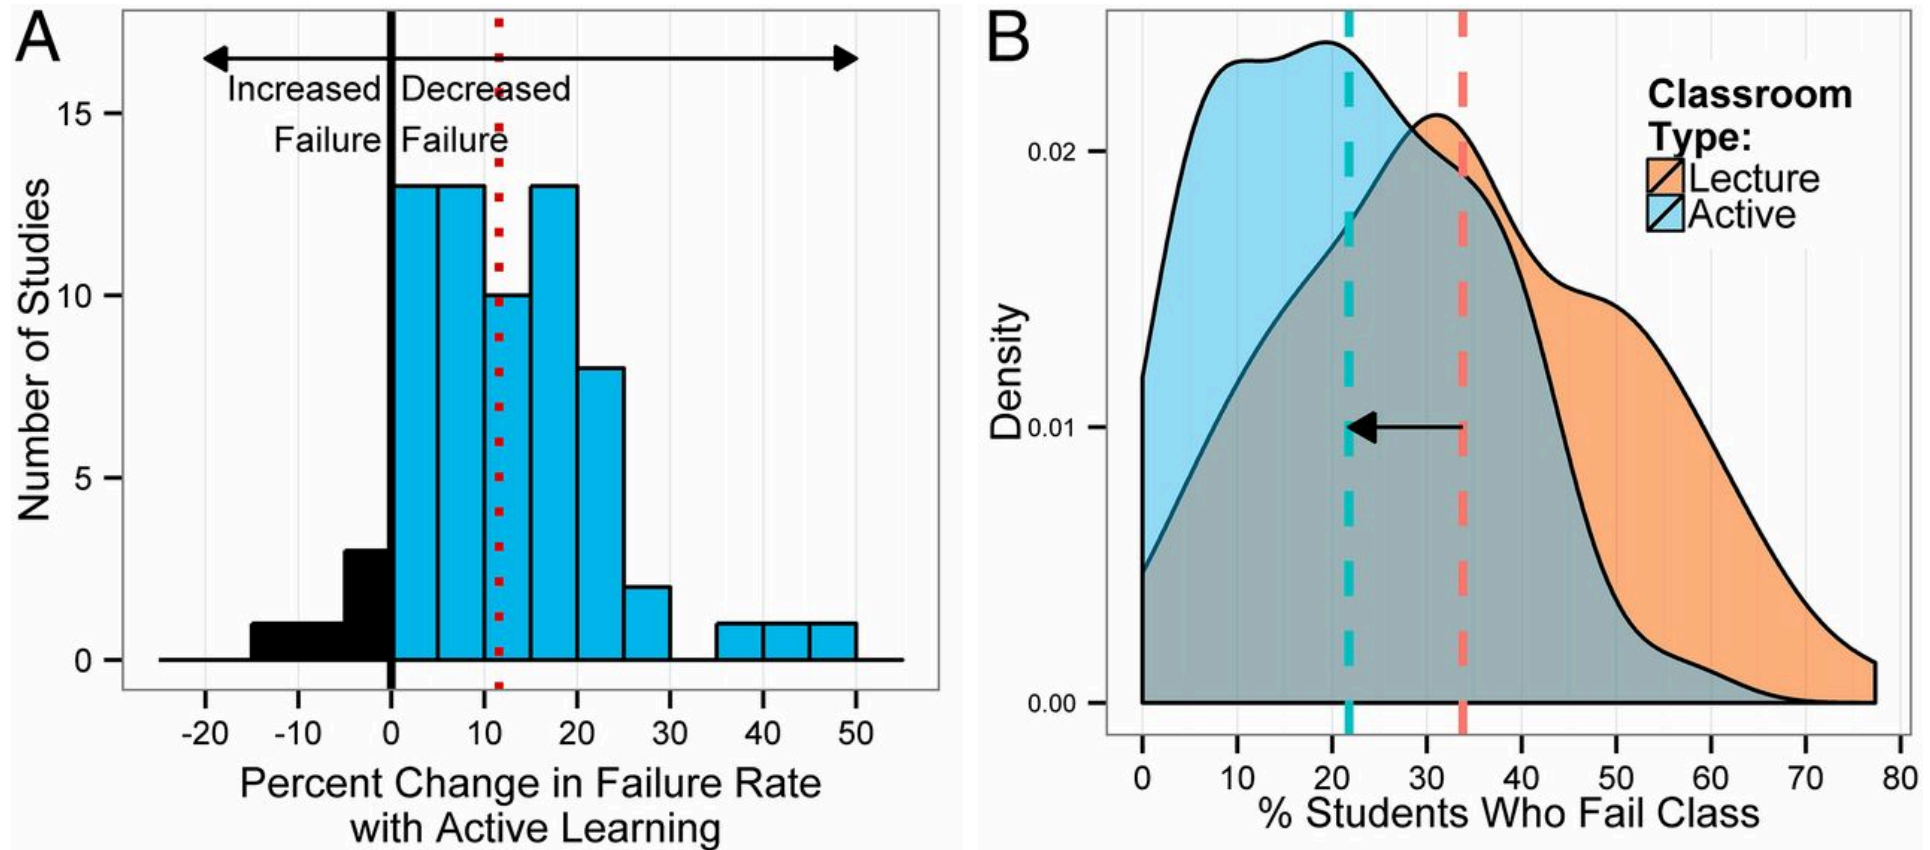 A
Increased Decreased
Failure Failure
15
10
5
0
Number of Studies
-20 -10 0 10 20 30 40 50
Percent Change in Failure Rate
with Active Learning
B
Classroom
Type:
Lecture
Active
0.02
0.01
0.00
Density
0 10 20 30 40 50 60 70 80
% Students Who Fail Class